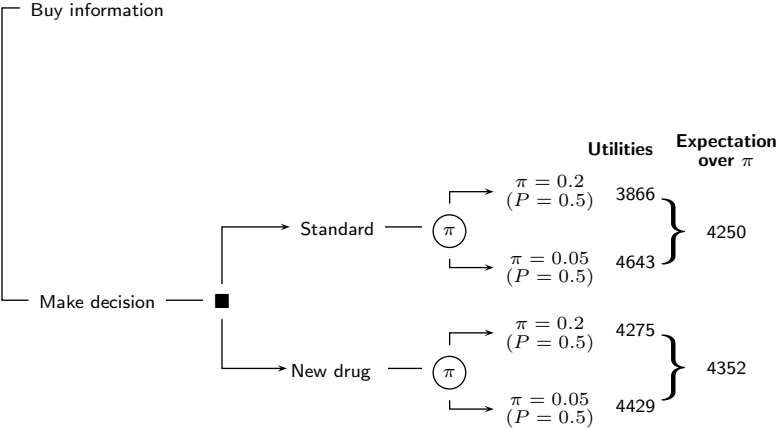 Buy information
Utilities
Expectation
over π
π = 0.2
(P = 0.5)
3866
Standard
π
4250
π = 0.05
(P = 0.5)
4643
Make decision
π = 0.2
(P = 0.5)
4275
New drug
π
4352
π = 0.05
(P = 0.5)
4429